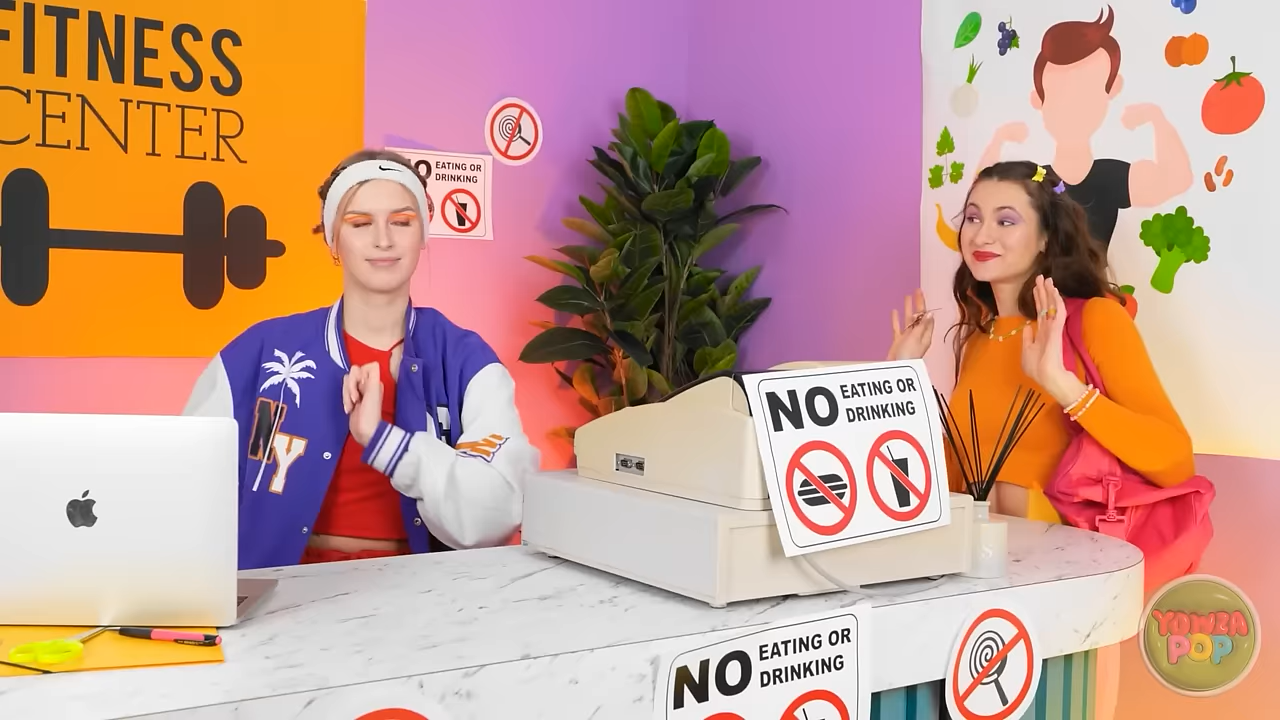 FITNESS
CENTER
NO EATING OR
DRINKING
NO EATING OR
DRINKING
NO EATING OR
DRINKING
NY
YOWZA
POP